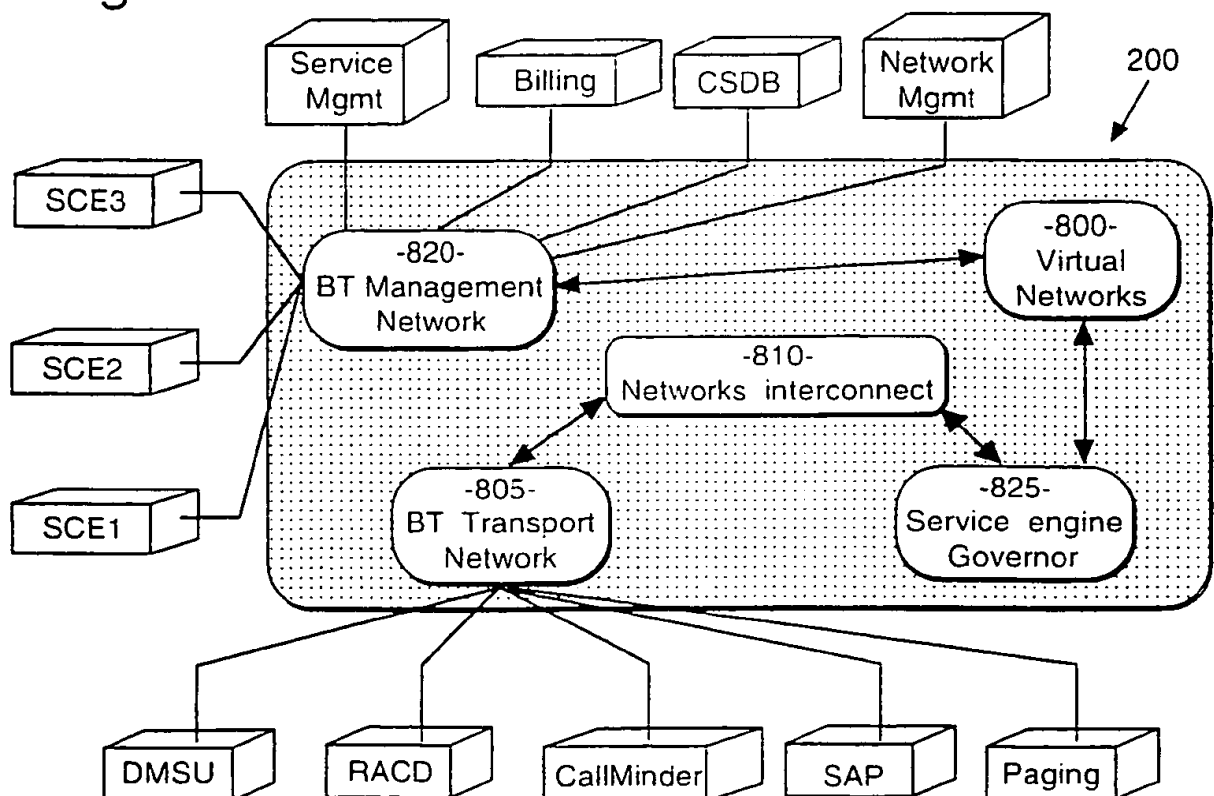 Service
Mgmt
Billing
CSDB
Network
Mgmt
200
SCE3
-820-
BT Management
Network
-800-
Virtual
Networks
SCE2
-810-
Networks interconnect
SCE1
-805-
BT Transport
Network
-825-
Service engine
Governor
DMSU
RACD
CallMinder
SAP
Paging